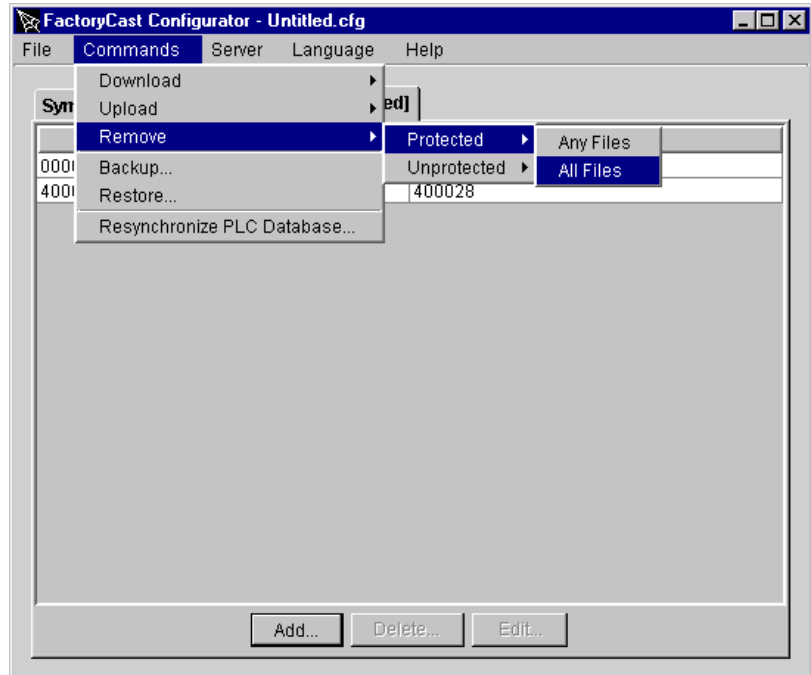 FactoryCast Configurator - Untitled.cfg
File Commands Server Language Help
Download
Upload
Remove
Backup...
Restore...
Resynchronize PLC Database...
Protected
Unprotected
Any Files
All Files
400028
Add... Delete... Edit...